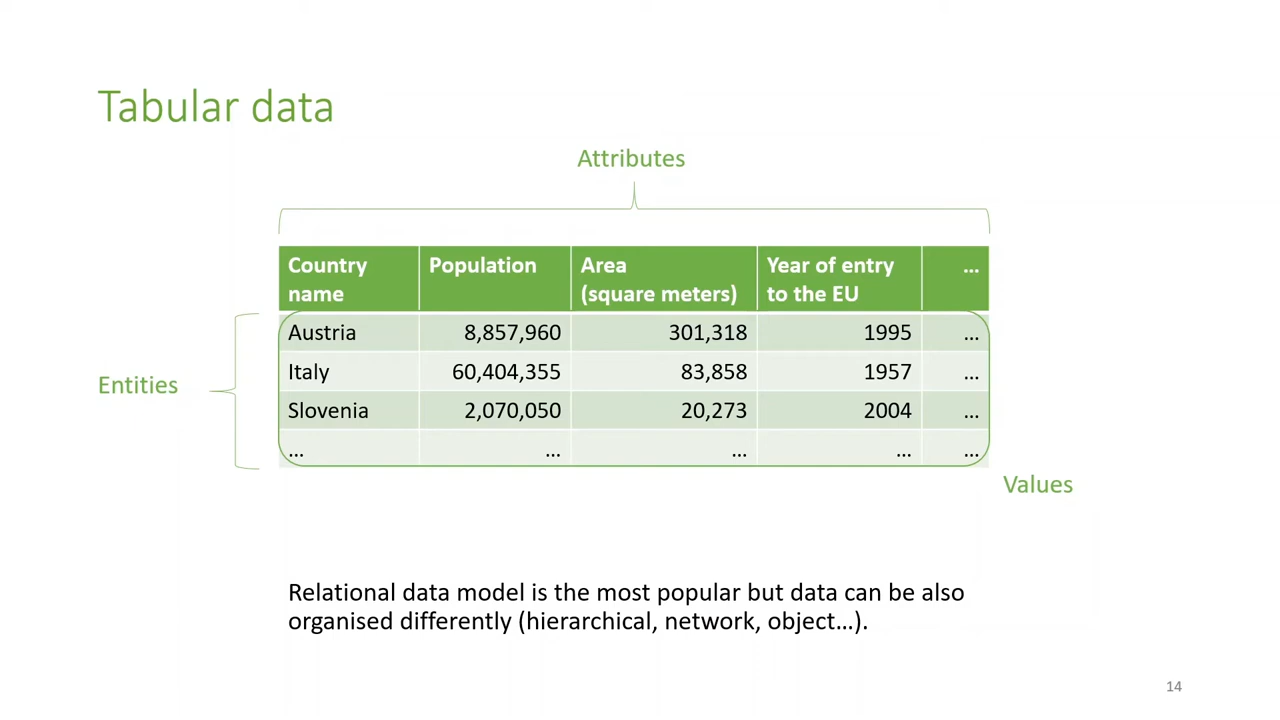 Tabular data
Attributes
Country name | Population | Area (square meters) | Year of entry to the EU | …
Entities
Austria | 8,857,960 | 301,318 | 1995 | …
Italy | 60,404,355 | 83,858 | 1957 | …
Slovenia | 2,070,050 | 20,273 | 2004 | …
… | … | … | … | …
Values
Relational data model is the most popular but data can be also
organised differently (hierarchical, network, object…).
14